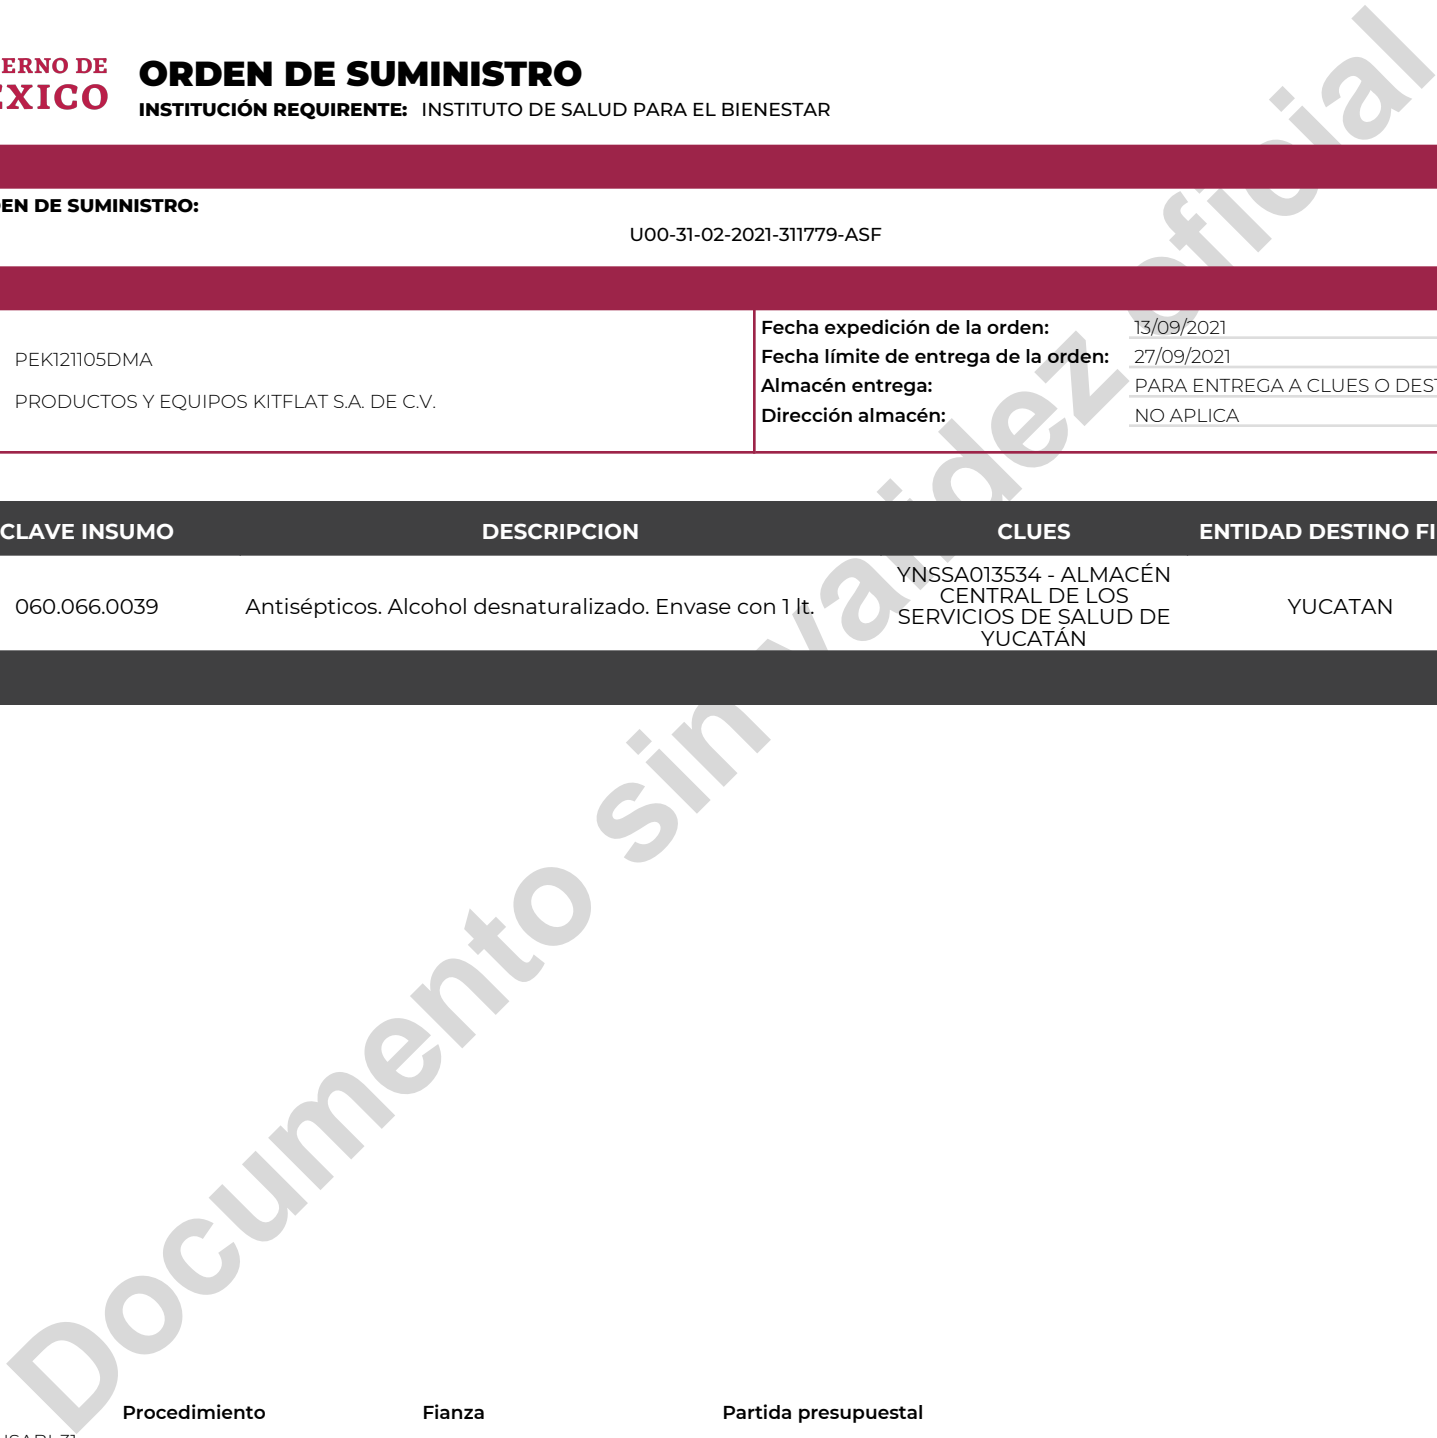 ERNO DE
EXICO
ORDEN DE SUMINISTRO
INSTITUCIÓN REQUIRENTE: INSTITUTO DE SALUD PARA EL BIENESTAR
EN DE SUMINISTRO:
U00-31-02-2021-311779-ASF
PEK121105DMA
PRODUCTOS Y EQUIPOS KITFLAT S.A. DE C.V.
Fecha expedición de la orden: 13/09/2021
Fecha límite de entrega de la orden: 27/09/2021
Almacén entrega: PARA ENTREGA A CLUES O DEST
Dirección almacén: NO APLICA
CLAVE INSUMO DESCRIPCION CLUES ENTIDAD DESTINO FI
060.066.0039 Antisépticos. Alcohol desnaturalizado. Envase con 1 lt. YNSSA013534 - ALMACÉN
CENTRAL DE LOS
SERVICIOS DE SALUD DE
YUCATÁN
YUCATAN
Documento sin validez oficial
Procedimiento Fianza Partida presupuestal